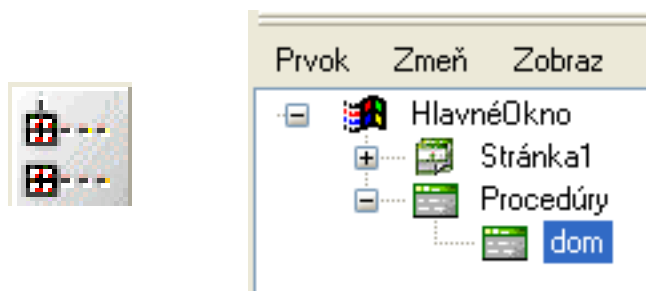 Prvok Zmeň Zobraz
HlavnéOkno
Stránka1
Procedúry
dom